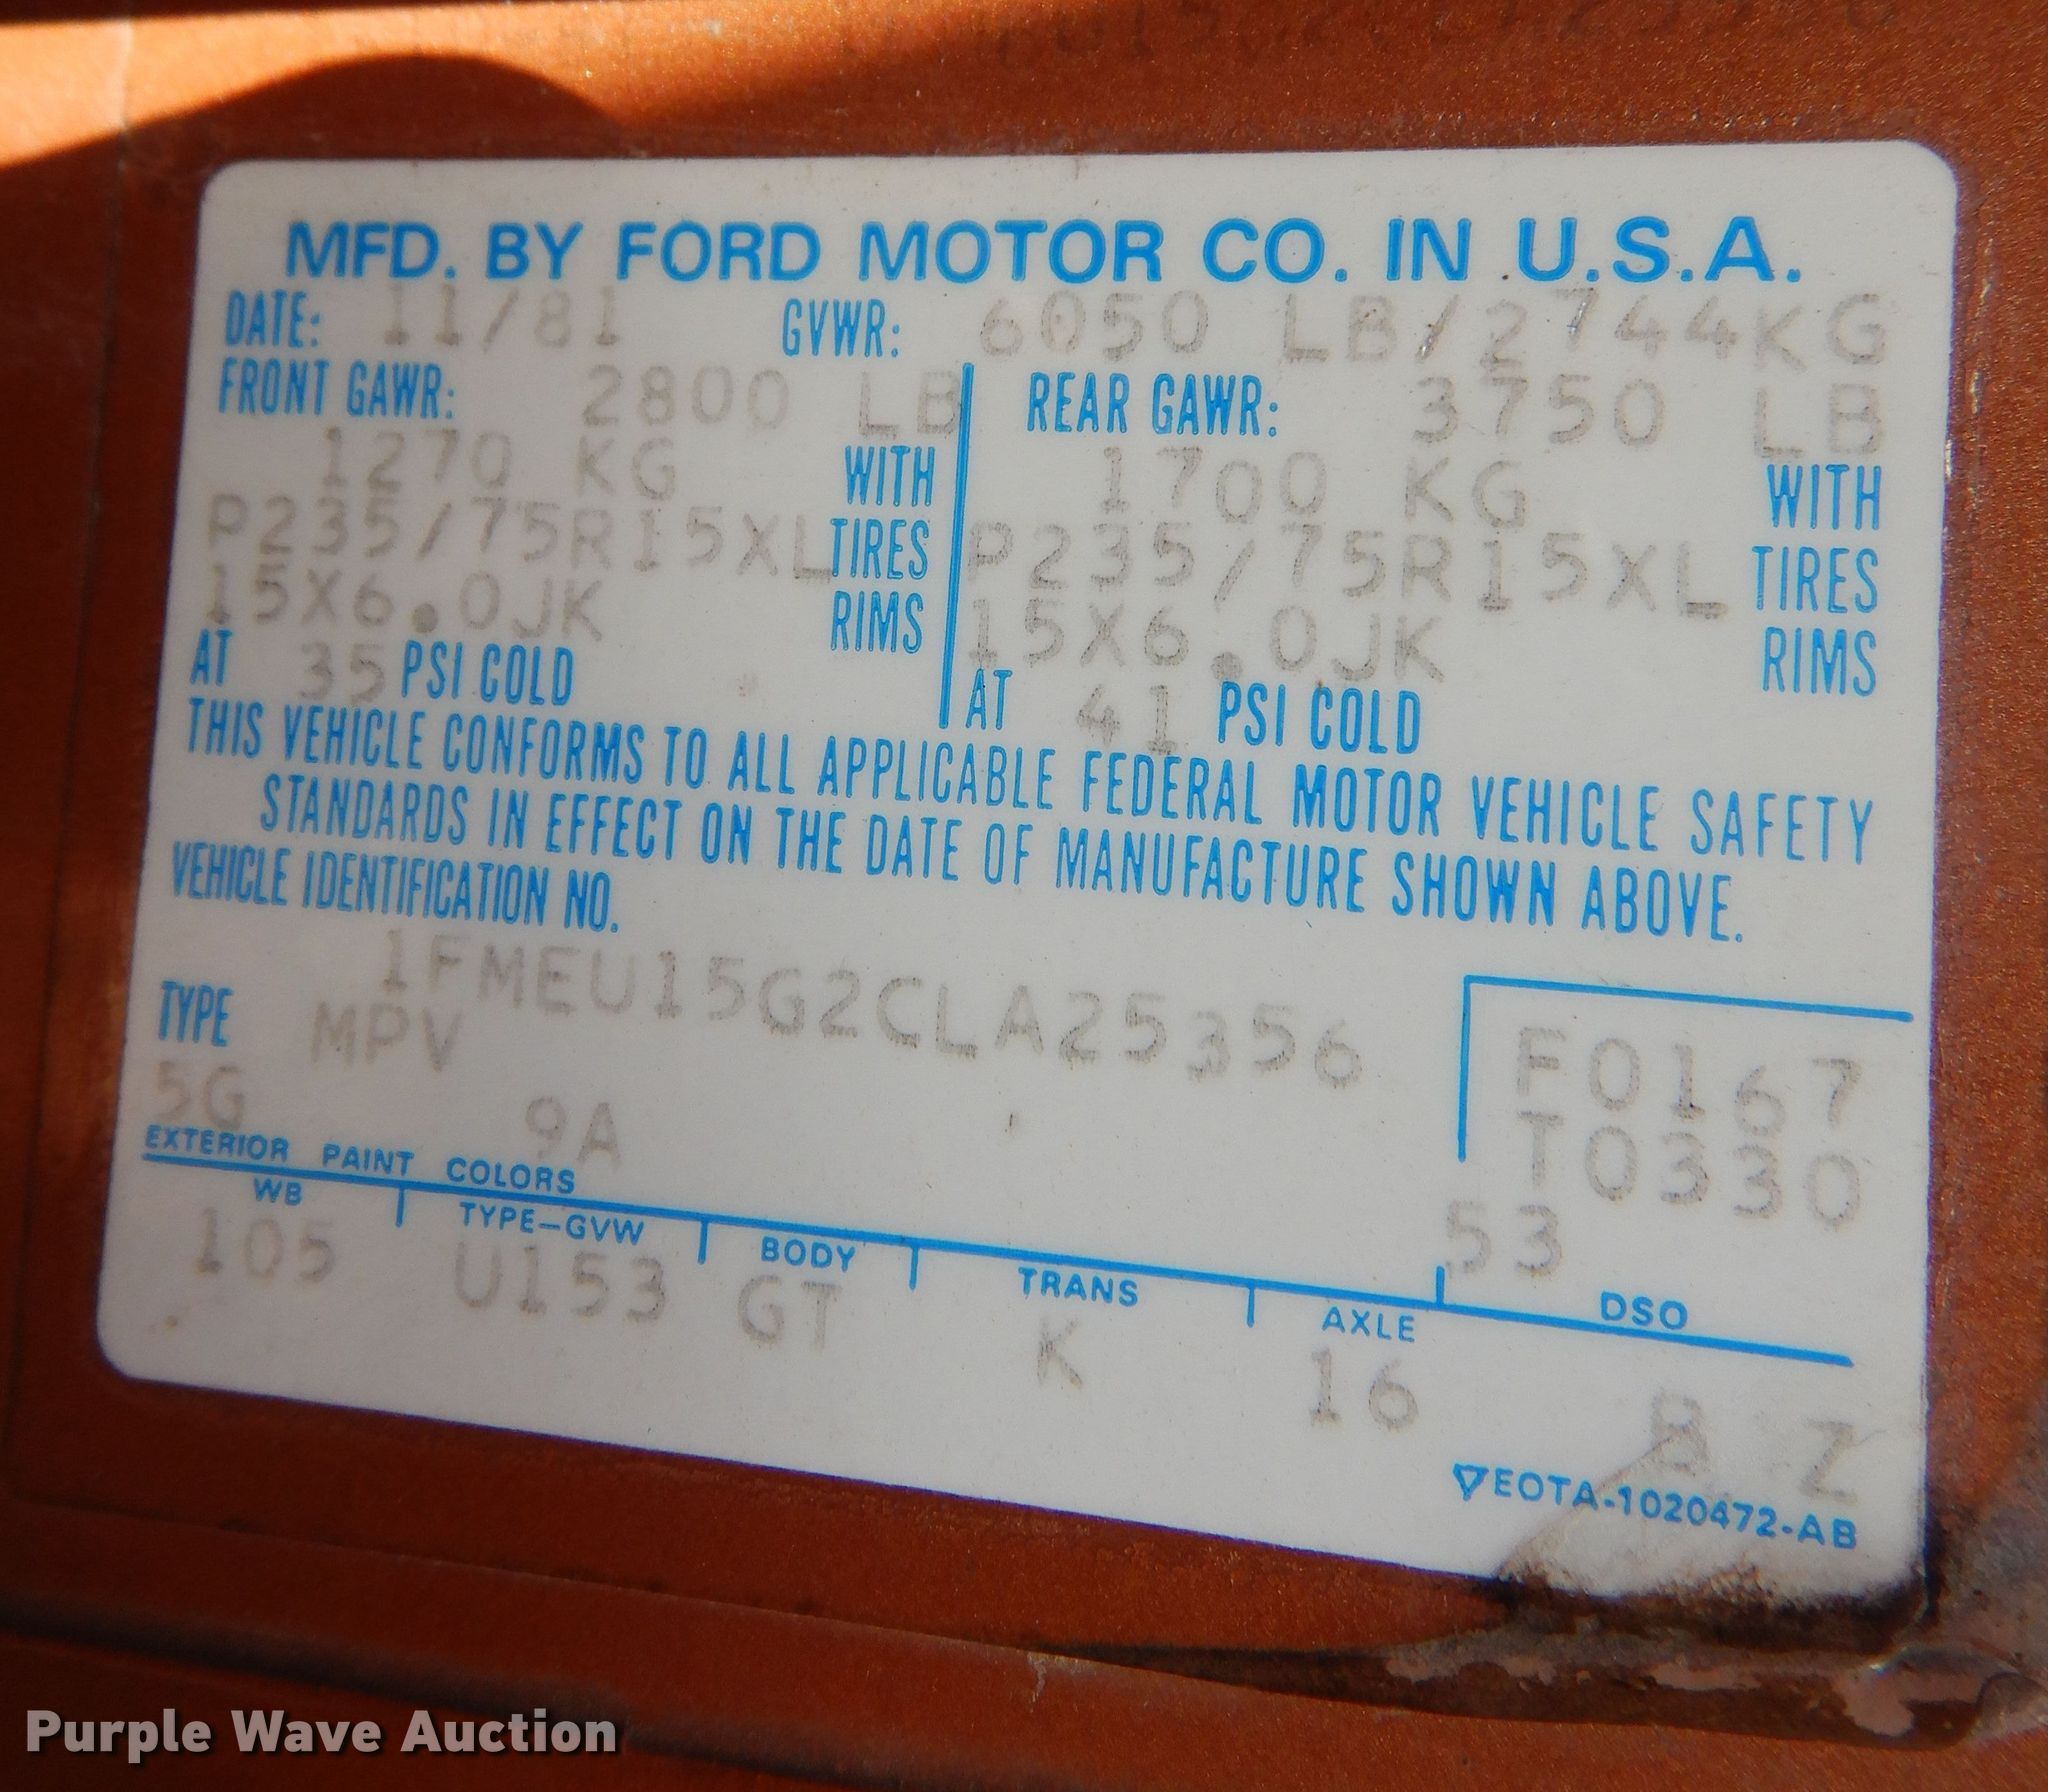 MFD. BY FORD MOTOR CO. IN U.S.A.
DATE: 11/81 GVWR: 6050 LB/2744KG
FRONT GAWR: 2800 LB REAR GAWR: 3750 LB
1270 KG WITH 1700 KG WITH
P235/75R15XL TIRES P235/75R15XL TIRES
15X6.0JK RIMS 15X6.0JK RIMS
AT 35 PSI COLD AT 41 PSI COLD
THIS VEHICLE CONFORMS TO ALL APPLICABLE FEDERAL MOTOR VEHICLE SAFETY
STANDARDS IN EFFECT ON THE DATE OF MANUFACTURE SHOWN ABOVE.
VEHICLE IDENTIFICATION NO.
1FMEU15G2CLA25356
TYPE MPV F0167
5G 9A T0330
EXTERIOR PAINT COLORS 53
WB TYPE-GVW BODY TRANS AXLE DSO
105 U153 GT K 16 B Z
▽EOTA-1020472-AB
Purple Wave Auction